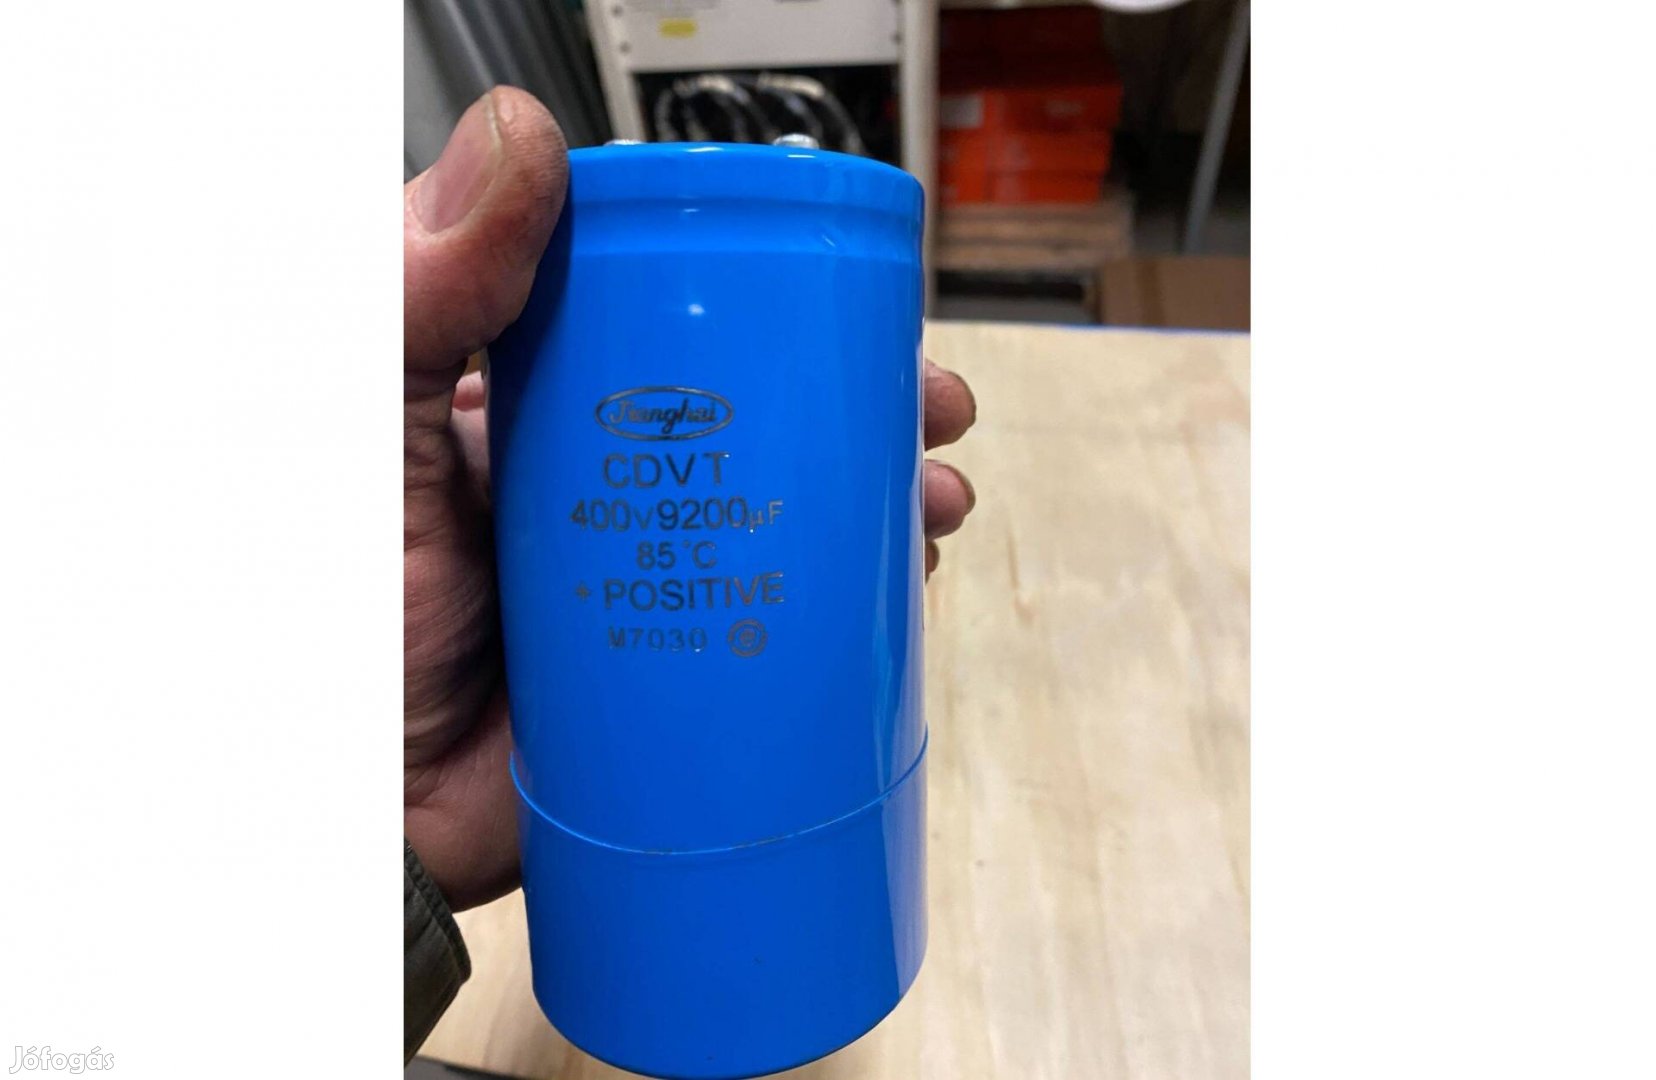 Jianghai
CDVT
400V9200µF
85°C
+ POSITIVE
M7030 e
Jófogás